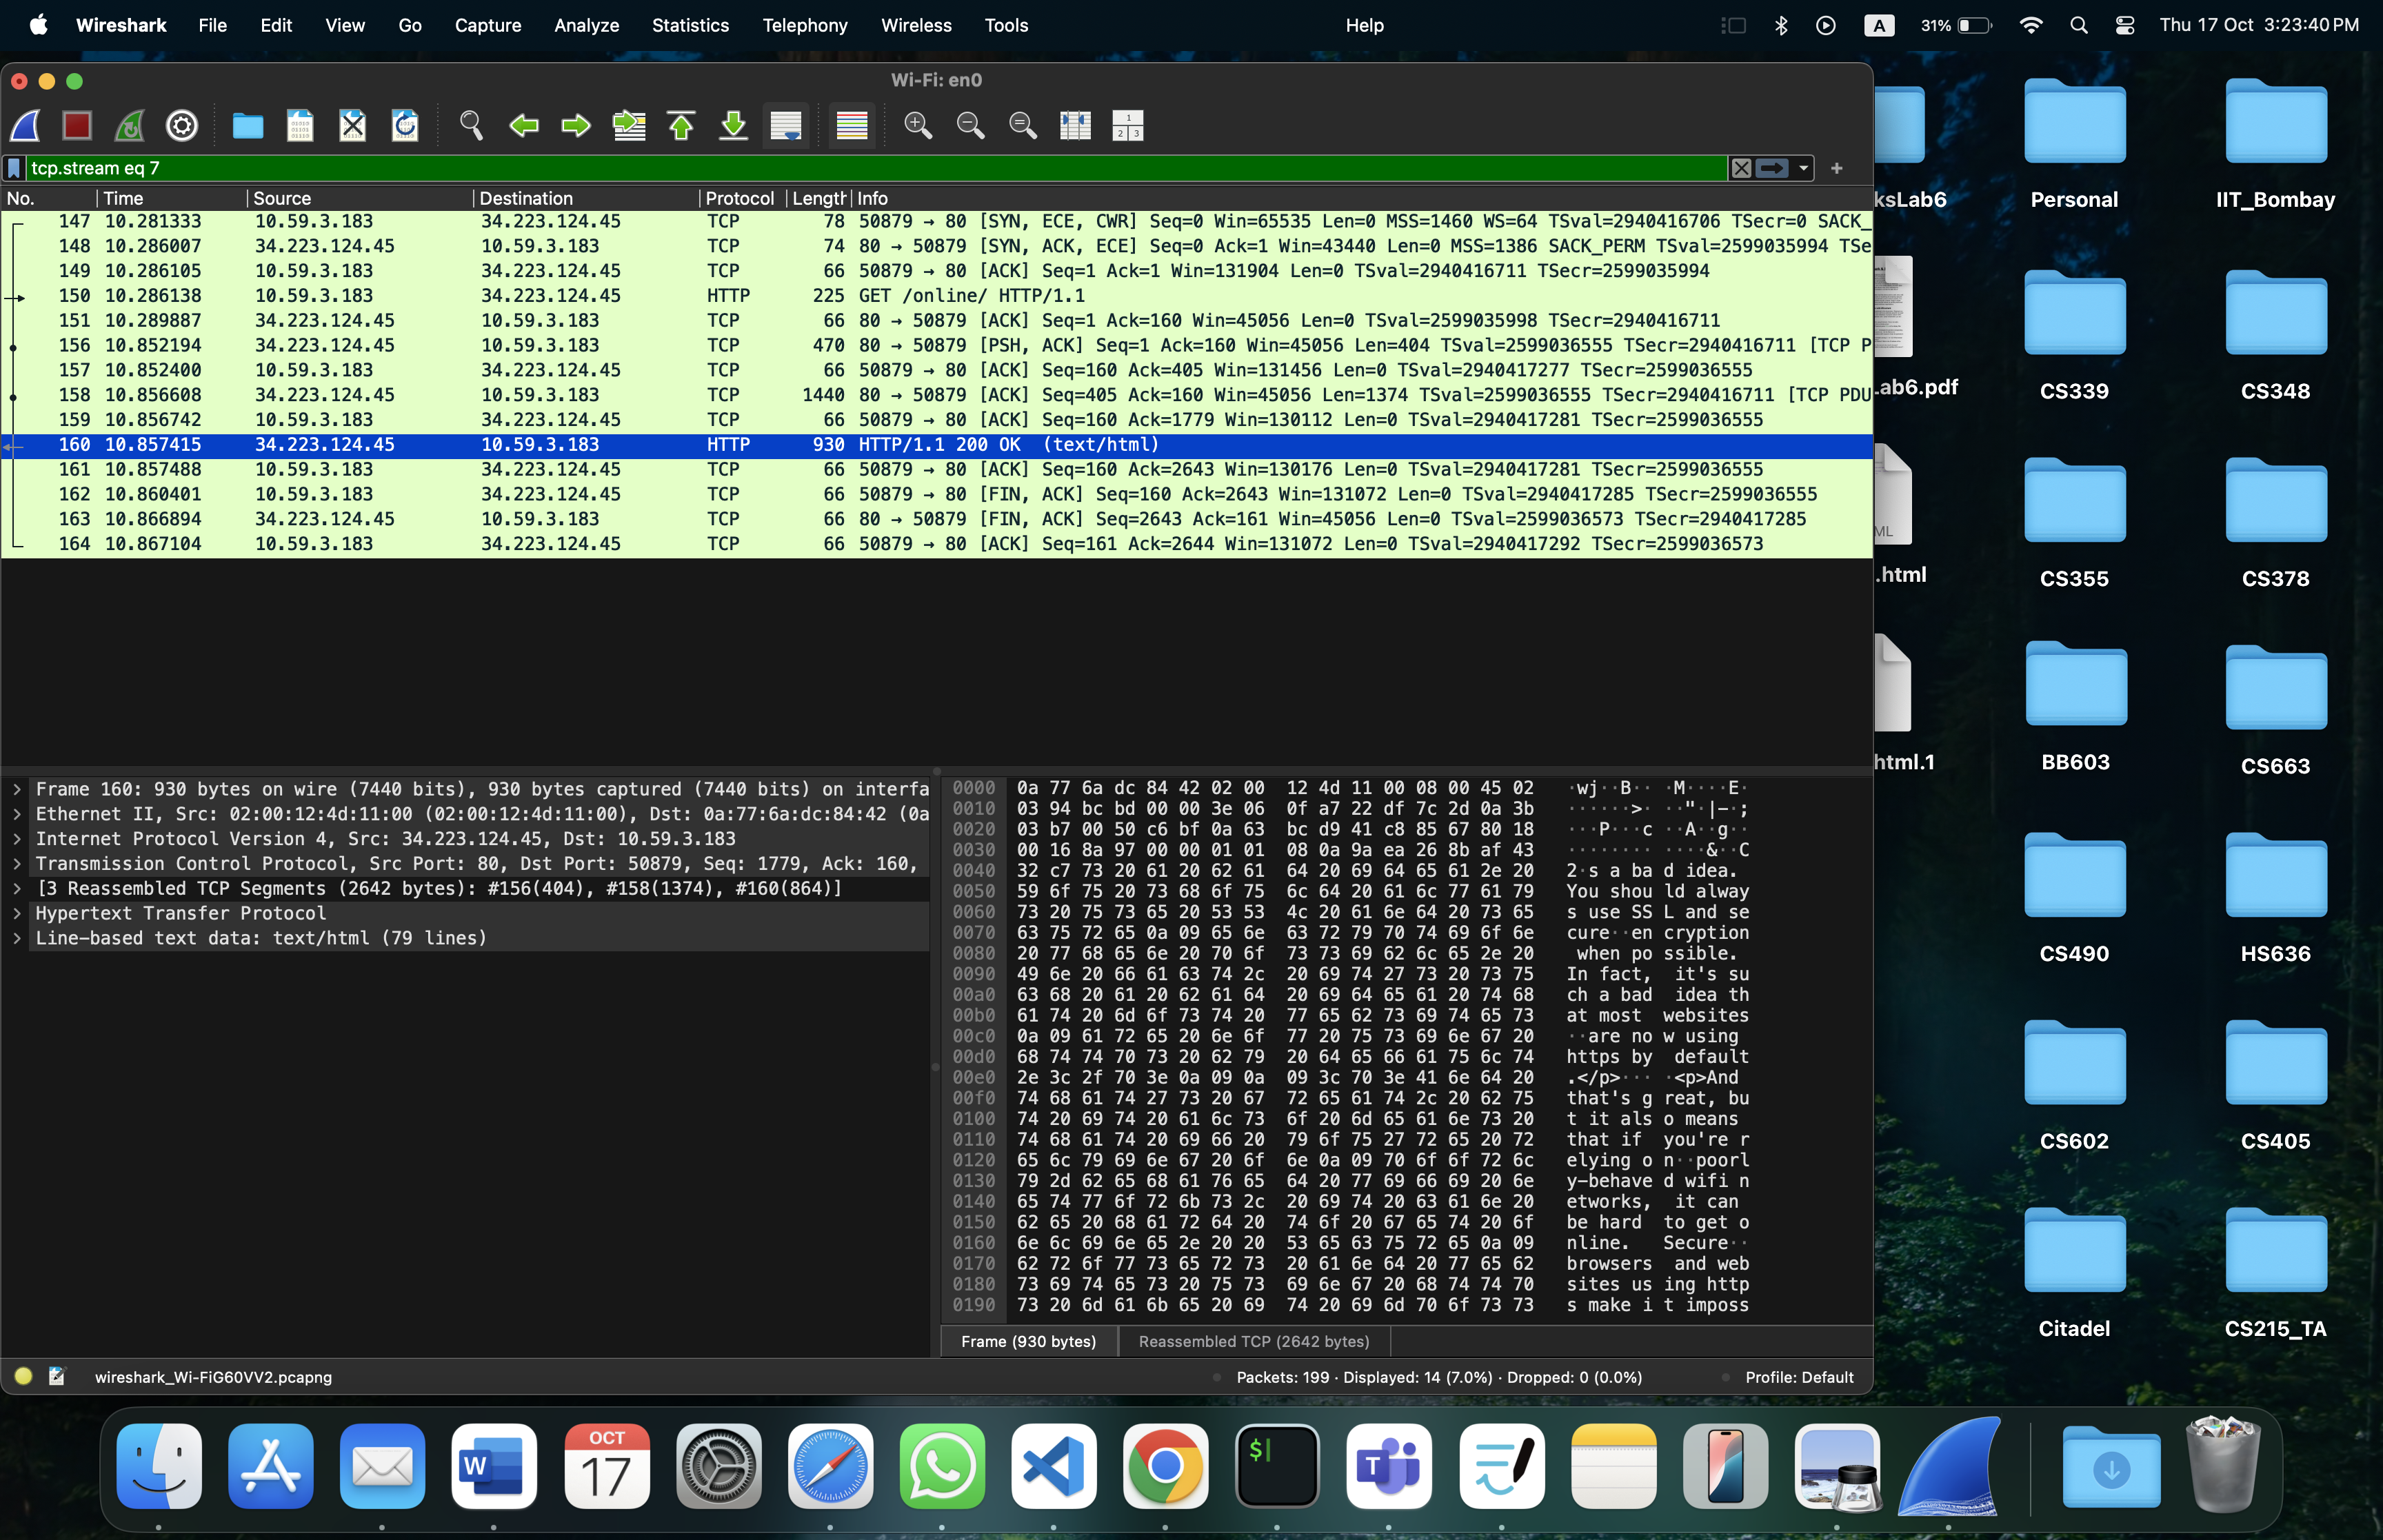 Wireshark File Edit View Go Capture Analyze Statistics Telephony Wireless Tools Help A 31% Thu 17 Oct 3:23:40 PM
Wi-Fi: en0
tcp.stream eq 7
No. Time Source Destination Protocol Length Info
147 10.281333 10.59.3.183 34.223.124.45 TCP 78 50879 → 80 [SYN, ECE, CWR] Seq=0 Win=65535 Len=0 MSS=1460 WS=64 TSval=2940416706 TSecr=0 SACK_
148 10.286007 34.223.124.45 10.59.3.183 TCP 74 80 → 50879 [SYN, ACK, ECE] Seq=0 Ack=1 Win=43440 Len=0 MSS=1386 SACK_PERM TSval=2599035994 TSe
149 10.286105 10.59.3.183 34.223.124.45 TCP 66 50879 → 80 [ACK] Seq=1 Ack=1 Win=131904 Len=0 TSval=2940416711 TSecr=2599035994
150 10.286138 10.59.3.183 34.223.124.45 HTTP 225 GET /online/ HTTP/1.1
151 10.289887 34.223.124.45 10.59.3.183 TCP 66 80 → 50879 [ACK] Seq=1 Ack=160 Win=45056 Len=0 TSval=2599035998 TSecr=2940416711
156 10.852194 34.223.124.45 10.59.3.183 TCP 470 80 → 50879 [PSH, ACK] Seq=1 Ack=160 Win=45056 Len=404 TSval=2599036555 TSecr=2940416711 [TCP P
157 10.852400 10.59.3.183 34.223.124.45 TCP 66 50879 → 80 [ACK] Seq=160 Ack=405 Win=131456 Len=0 TSval=2940417277 TSecr=2599036555
158 10.856608 34.223.124.45 10.59.3.183 TCP 1440 80 → 50879 [ACK] Seq=405 Ack=160 Win=45056 Len=1374 TSval=2599036555 TSecr=2940416711 [TCP PDU
159 10.856742 10.59.3.183 34.223.124.45 TCP 66 50879 → 80 [ACK] Seq=160 Ack=1779 Win=130112 Len=0 TSval=2940417281 TSecr=2599036555
160 10.857415 34.223.124.45 10.59.3.183 HTTP 930 HTTP/1.1 200 OK (text/html)
161 10.857488 10.59.3.183 34.223.124.45 TCP 66 50879 → 80 [ACK] Seq=160 Ack=2643 Win=130176 Len=0 TSval=2940417281 TSecr=2599036555
162 10.860401 10.59.3.183 34.223.124.45 TCP 66 50879 → 80 [FIN, ACK] Seq=160 Ack=2643 Win=131072 Len=0 TSval=2940417285 TSecr=2599036555
163 10.866894 34.223.124.45 10.59.3.183 TCP 66 80 → 50879 [FIN, ACK] Seq=2643 Ack=161 Win=45056 Len=0 TSval=2599036573 TSecr=2940417285
164 10.867104 10.59.3.183 34.223.124.45 TCP 66 50879 → 80 [ACK] Seq=161 Ack=2644 Win=131072 Len=0 TSval=2940417292 TSecr=2599036573
Frame 160: 930 bytes on wire (7440 bits), 930 bytes captured (7440 bits) on interfa
Ethernet II, Src: 02:00:12:4d:11:00 (02:00:12:4d:11:00), Dst: 0a:77:6a:dc:84:42 (0a
Internet Protocol Version 4, Src: 34.223.124.45, Dst: 10.59.3.183
Transmission Control Protocol, Src Port: 80, Dst Port: 50879, Seq: 1779, Ack: 160,
[3 Reassembled TCP Segments (2642 bytes): #156(404), #158(1374), #160(864)]
Hypertext Transfer Protocol
Line-based text data: text/html (79 lines)
0000 0a 77 6a dc 84 42 02 00 12 4d 11 00 08 00 45 02 ·wj··B·· ·M····E·
0010 03 94 bc bd 00 00 3e 06 0f a7 22 df 7c 2d 0a 3b ······>· ··"·|-·;
0020 03 b7 00 50 c6 bf 0a 63 bc d9 41 c8 85 67 80 18 ···P···c ··A··g··
0030 00 16 8a 97 00 00 01 01 08 0a 9a ea 26 8b af 43 ········ ····&··C
0040 32 c7 73 20 61 20 62 61 64 20 69 64 65 61 2e 20 2·s a ba d idea.
0050 59 6f 75 20 73 68 6f 75 6c 64 20 61 6c 77 61 79 You shou ld alway
0060 73 20 75 73 65 20 53 53 4c 20 61 6e 64 20 73 65 s use SS L and se
0070 63 75 72 65 0a 09 65 6e 63 72 79 70 74 69 6f 6e cure··en cryption
0080 20 77 68 65 6e 20 70 6f 73 73 69 62 6c 65 2e 20 when po ssible.
0090 49 6e 20 66 61 63 74 2c 20 69 74 27 73 20 73 75 In fact, it's su
00a0 63 68 20 61 20 62 61 64 20 69 64 65 61 20 74 68 ch a bad idea th
00b0 61 74 20 6d 6f 73 74 20 77 65 62 73 69 74 65 73 at most websites
00c0 0a 09 61 72 65 20 6e 6f 77 20 75 73 69 6e 67 20 ··are no w using
00d0 68 74 74 70 73 20 62 79 20 64 65 66 61 75 6c 74 https by default
00e0 2e 3c 2f 70 3e 0a 09 0a 09 3c 70 3e 41 6e 64 20 .</p>··· ·<p>And
00f0 74 68 61 74 27 73 20 67 72 65 61 74 2c 20 62 75 that's g reat, bu
0100 74 20 69 74 20 61 6c 73 6f 20 6d 65 61 6e 73 20 t it als o means
0110 74 68 61 74 20 69 66 20 79 6f 75 27 72 65 20 72 that if you're r
0120 65 6c 79 69 6e 67 20 6f 6e 0a 09 70 6f 6f 72 6c elying o n··poorl
0130 79 2d 62 65 68 61 76 65 64 20 77 69 66 69 20 6e y-behave d wifi n
0140 65 74 77 6f 72 6b 73 2c 20 69 74 20 63 61 6e 20 etworks, it can
0150 62 65 20 68 61 72 64 20 74 6f 20 67 65 74 20 6f be hard to get o
0160 6e 6c 69 6e 65 2e 20 20 53 65 63 75 72 65 0a 09 nline. Secure··
0170 62 72 6f 77 73 65 72 73 20 61 6e 64 20 77 65 62 browsers and web
0180 73 69 74 65 73 20 75 73 69 6e 67 20 68 74 74 70 sites us ing http
0190 73 20 6d 61 6b 65 20 69 74 20 69 6d 70 6f 73 73 s make i t imposs
Frame (930 bytes) Reassembled TCP (2642 bytes)
wireshark_Wi-FiG60VV2.pcapng Packets: 199 · Displayed: 14 (7.0%) · Dropped: 0 (0.0%) Profile: Default
ksLab6 Personal IIT_Bombay
.ab6.pdf CS339 CS348
ML
.html CS355 CS378
html.1 BB603 CS663
CS490 HS636
CS602 CS405
Citadel CS215_TA
W OCT 17 $ T